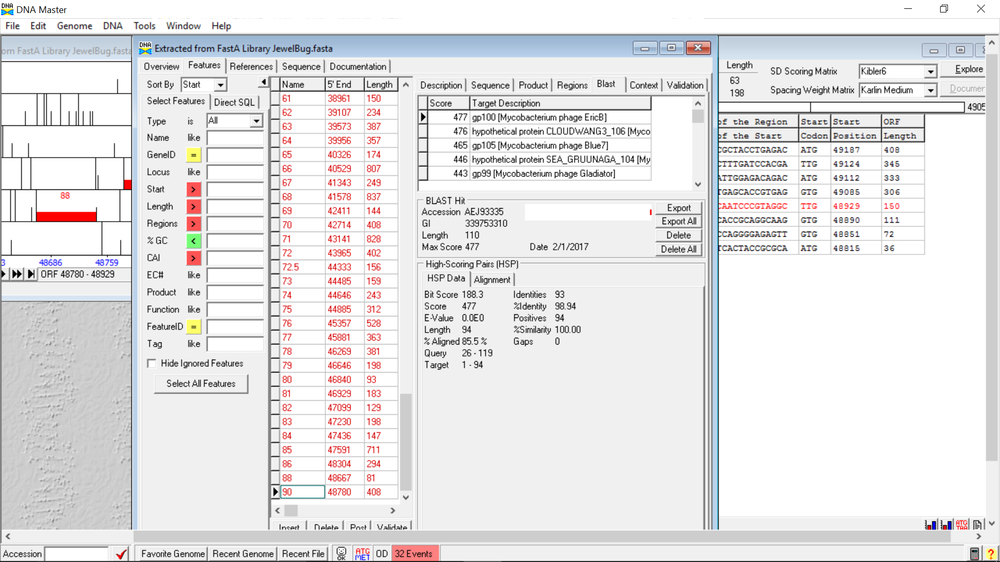 DNA Master
File Edit Genome DNA Tools Window Help
om FastA Library JewelBug.fasta
88
3 48686 48759
ORF 48780 - 48929
Extracted from FastA Library JewelBug.fasta
Overview Features References Sequence Documentation
Sort By Start
Select Features Direct SQL
Type is All
Name like
GeneID =
Locus like
Start >
Length >
Regions >
% GC <
CAI >
EC# like
Product like
Function like
FeatureID =
Tag like
Hide Ignored Features
Select All Features
Name 5' End Length
61 38961 150
62 39107 234
63 39573 387
64 39956 357
65 40326 174
66 40529 807
67 41343 249
68 41578 837
69 42411 144
70 42714 408
71 43141 828
72 43965 402
72.5 44333 156
73 44485 159
74 44646 243
75 44885 312
76 45357 528
77 45881 363
78 46269 381
79 46646 198
80 46840 93
81 46929 183
82 47099 129
83 47230 198
84 47436 147
85 47591 711
86 48304 294
88 48667 81
90 48780 408
Insert Delete Post Validate
Description Sequence Product Regions Blast Context Validation
Score Target Description
477 gp100 [Mycobacterium phage EricB]
476 hypothetical protein CLOUDWANG3_106 [Myco
465 gp105 [Mycobacterium phage Blue7]
446 hypothetical protein SEA_GRUUNAGA_104 [My
443 gp99 [Mycobacterium phage Gladiator]
BLAST Hit
Accession AEJ93335
GI 339753310
Length 110
Max Score 477 Date 2/1/2017
Export
Export All
Delete
Delete All
High-Scoring Pairs (HSP)
HSP Data Alignment
Bit Score 188.3 Identities 93
Score 477 %Identity 98.94
E-Value 0.0E0 Positives 94
Length 94 %Similarity 100.00
% Aligned 85.5 % Gaps 0
Query 26 - 119
Target 1 - 94
Length
63
198
SD Scoring Matrix Kibler6 Explore
Spacing Weight Matrix Karlin Medium Documen
4905
of the Region Start Start ORF
of the Start Codon Position Length
CGCTACCTGAGAC ATG 49187 408
CTTTGATCCACGA TTG 49124 345
ATTGGAGACAGAC ATG 49112 333
TGAGCACCGTGAG GTG 49085 306
CAATCCCGTAGGC TTG 48929 150
CACCGCAGGCAAG GTG 48890 111
CCAGGGGAGAGTT GTG 48851 72
TCACTACCGCGCA ATG 48815 36
ATG
TAA
Accession Favorite Genome Recent Genome Recent File OK ATG MET OD 32 Events ?